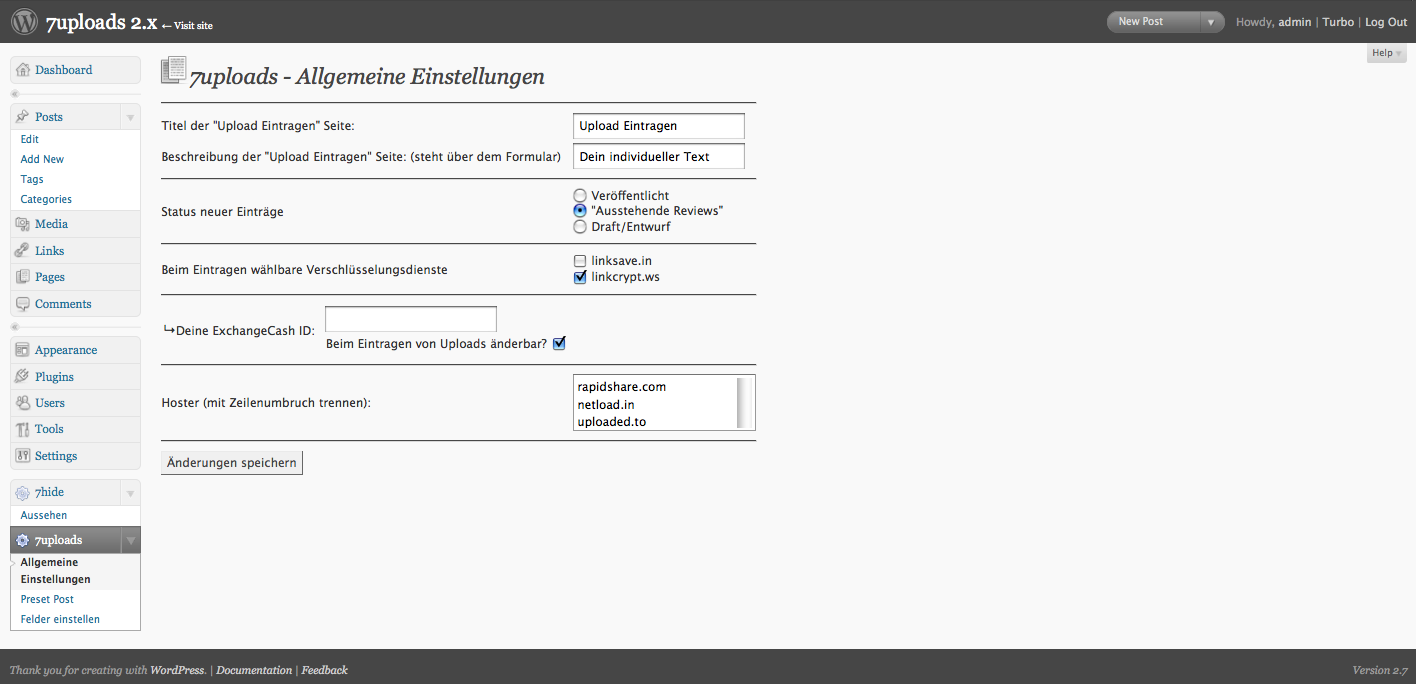 7uploads 2.x ← Visit site
New Post
Howdy, admin | Turbo | Log Out
Help
Dashboard
Posts
Edit
Add New
Tags
Categories
Media
Links
Pages
Comments
Appearance
Plugins
Users
Tools
Settings
7hide
Aussehen
7uploads
Allgemeine
Einstellungen
Preset Post
Felder einstellen
7uploads - Allgemeine Einstellungen
Titel der "Upload Eintragen" Seite:
Upload Eintragen
Beschreibung der "Upload Eintragen" Seite: (steht über dem Formular)
Dein individueller Text
Status neuer Einträge
Veröffentlicht
"Ausstehende Reviews"
Draft/Entwurf
Beim Eintragen wählbare Verschlüsselungsdienste
linksave.in
linkcrypt.ws
↳Deine ExchangeCash ID:
Beim Eintragen von Uploads änderbar?
Hoster (mit Zeilenumbruch trennen):
rapidshare.com
netload.in
uploaded.to
Änderungen speichern
Thank you for creating with WordPress. | Documentation | Feedback
Version 2.7